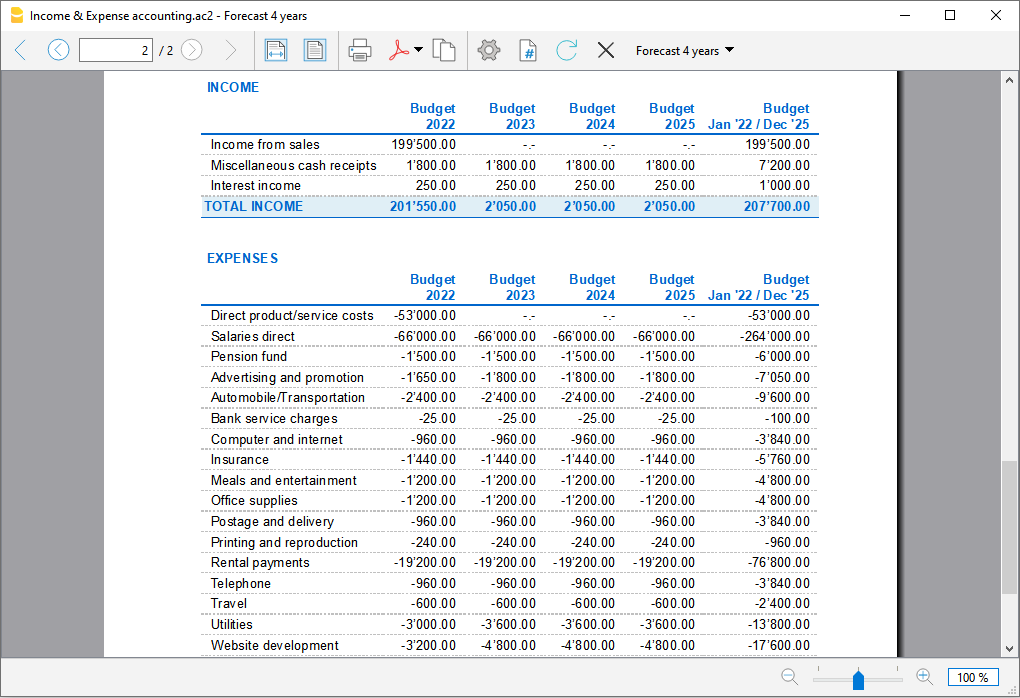 Income & Expense accounting.ac2 - Forecast 4 years
2 / 2 # Forecast 4 years
INCOME
Budget Budget Budget Budget Budget
2022 2023 2024 2025 Jan '22 / Dec '25
Income from sales 199'500.00 -.- -.- -.- 199'500.00
Miscellaneous cash receipts 1'800.00 1'800.00 1'800.00 1'800.00 7'200.00
Interest income 250.00 250.00 250.00 250.00 1'000.00
TOTAL INCOME 201'550.00 2'050.00 2'050.00 2'050.00 207'700.00
EXPENSES
Budget Budget Budget Budget Budget
2022 2023 2024 2025 Jan '22 / Dec '25
Direct product/service costs -53'000.00 -.- -.- -.- -53'000.00
Salaries direct -66'000.00 -66'000.00 -66'000.00 -66'000.00 -264'000.00
Pension fund -1'500.00 -1'500.00 -1'500.00 -1'500.00 -6'000.00
Advertising and promotion -1'650.00 -1'800.00 -1'800.00 -1'800.00 -7'050.00
Automobile/Transportation -2'400.00 -2'400.00 -2'400.00 -2'400.00 -9'600.00
Bank service charges -25.00 -25.00 -25.00 -25.00 -100.00
Computer and internet -960.00 -960.00 -960.00 -960.00 -3'840.00
Insurance -1'440.00 -1'440.00 -1'440.00 -1'440.00 -5'760.00
Meals and entertainment -1'200.00 -1'200.00 -1'200.00 -1'200.00 -4'800.00
Office supplies -1'200.00 -1'200.00 -1'200.00 -1'200.00 -4'800.00
Postage and delivery -960.00 -960.00 -960.00 -960.00 -3'840.00
Printing and reproduction -240.00 -240.00 -240.00 -240.00 -960.00
Rental payments -19'200.00 -19'200.00 -19'200.00 -19'200.00 -76'800.00
Telephone -960.00 -960.00 -960.00 -960.00 -3'840.00
Travel -600.00 -600.00 -600.00 -600.00 -2'400.00
Utilities -3'000.00 -3'600.00 -3'600.00 -3'600.00 -13'800.00
Website development -3'200.00 -4'800.00 -4'800.00 -4'800.00 -17'600.00
100 %